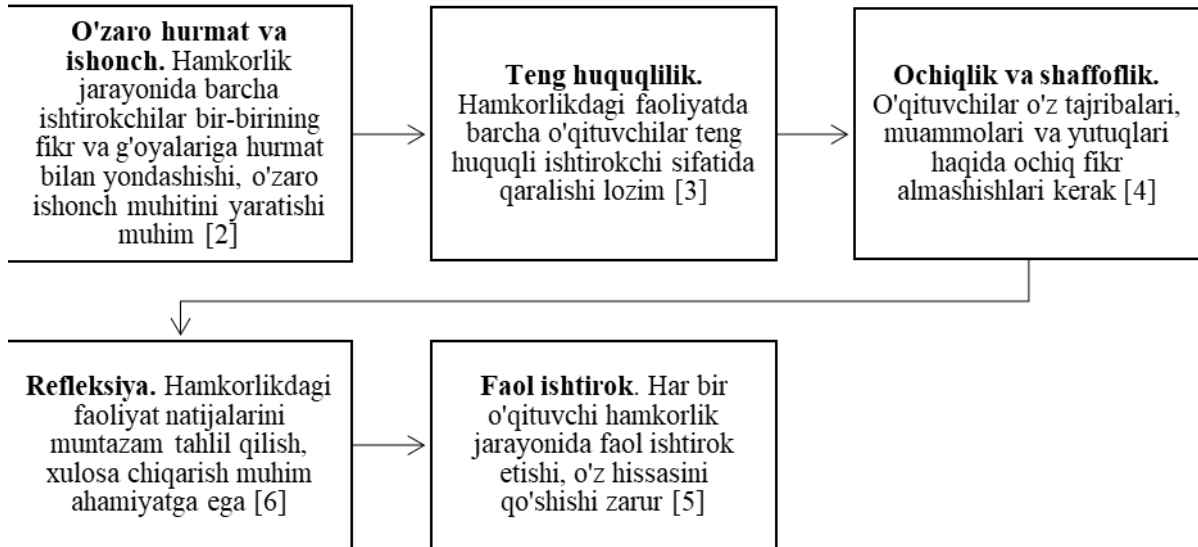 O'zaro hurmat va
ishonch. Hamkorlik
jarayonida barcha
ishtirokchilar bir-birining
fikr va g'oyalariga hurmat
bilan yondashishi, o'zaro
ishonch muhitini yaratishi
muhim [2]
Teng huquqlilik.
Hamkorlikdagi faoliyatda
barcha o'qituvchilar teng
huquqli ishtirokchi sifatida
qaralishi lozim [3]
Ochiqlik va shaffoflik.
O'qituvchilar o'z tajribalari,
muammolari va yutuqlari
haqida ochiq fikr
almashishlari kerak [4]
Refleksiya. Hamkorlikdagi
faoliyat natijalarini
muntazam tahlil qilish,
xulosa chiqarish muhim
ahamiyatga ega [6]
Faol ishtirok. Har bir
o'qituvchi hamkorlik
jarayonida faol ishtirok
etishi, o'z hissasini
qo'shishi zarur [5]